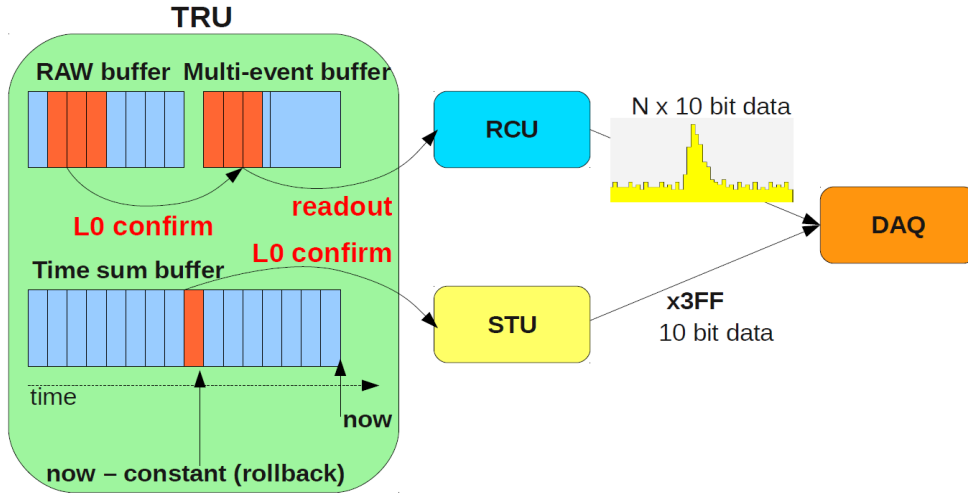 TRU
RAW buffer
Multi-event buffer
RCU
N x 10 bit data
readout
L0 confirm
L0 confirm
DAQ
Time sum buffer
STU
x3FF
10 bit data
time
now
now – constant (rollback)